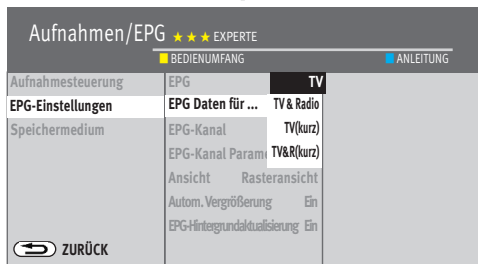 Aufnahmen/EPG ★ ★ ★ EXPERTE
BEDIENUMFANG ANLEITUNG
Aufnahmesteuerung EPG TV
EPG-Einstellungen EPG Daten für ... TV & Radio
Speichermedium EPG-Kanal TV(kurz)
EPG-Kanal TV&R(kurz)
Ansicht Rasteransicht
Autom. Vergrößerung Ein
EPG-Hintergrundaktualisierung Ein
ZURÜCK